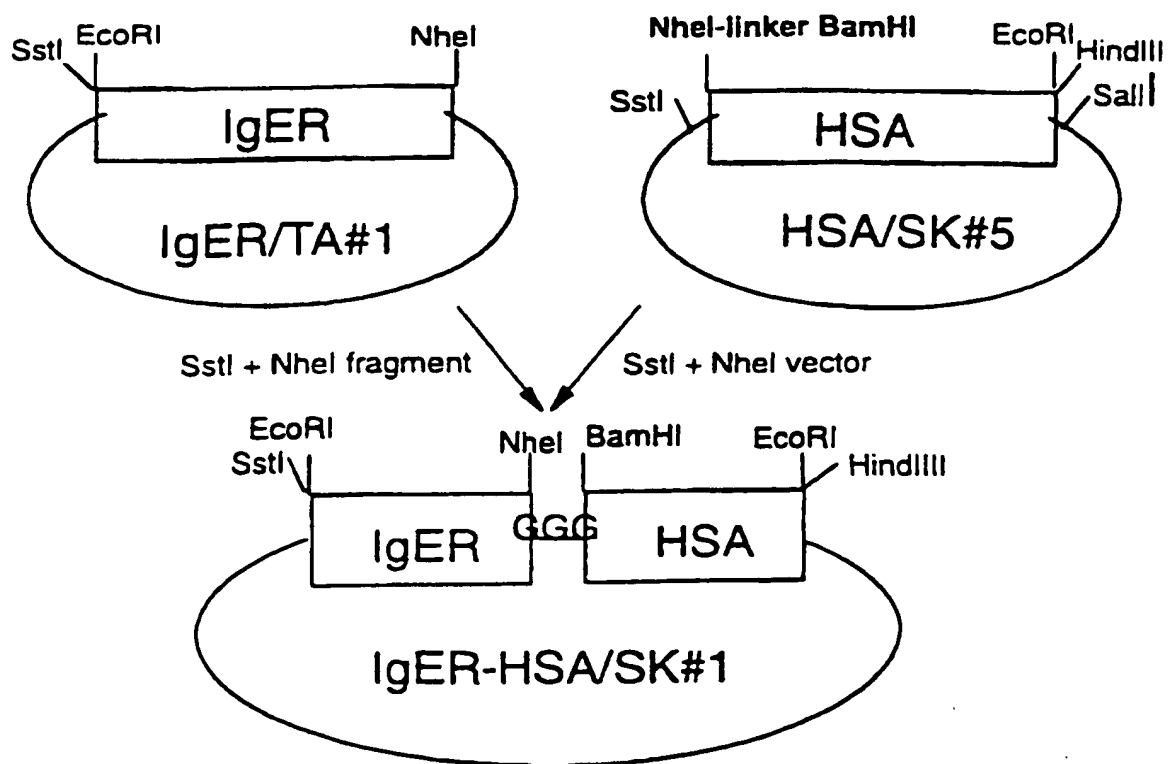 SstI
EcoRI
NheI
IgER
IgER/TA#1
NheI-linker BamHI
EcoRI
HindIII
SstI
SalII
HSA
HSA/SK#5
SstI + NheI fragment
SstI + NheI vector
EcoRI
SstI
NheI
BamHI
EcoRI
HindIIII
IgER
GGG
HSA
IgER-HSA/SK#1